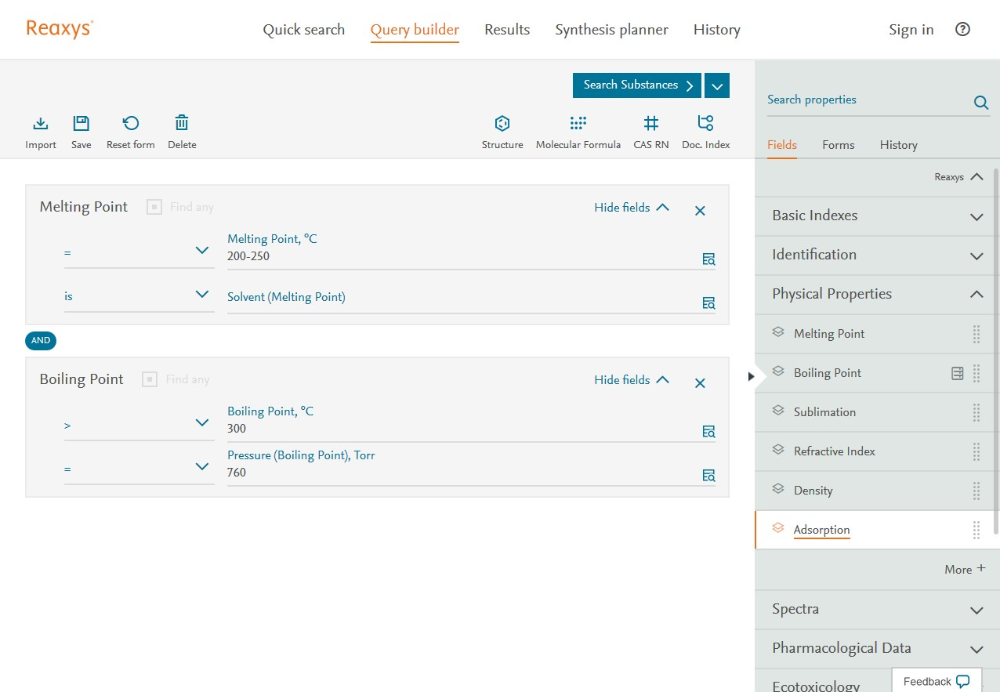 Reaxys®
Quick search Query builder Results Synthesis planner History Sign in ?
Search Substances
Import Save Reset form Delete Structure Molecular Formula CAS RN Doc. Index
Melting Point Find any Hide fields
= Melting Point, °C
200-250
is Solvent (Melting Point)
AND
Boiling Point Find any Hide fields
> Boiling Point, °C
300
= Pressure (Boiling Point), Torr
760
Search properties
Fields Forms History
Reaxys
Basic Indexes
Identification
Physical Properties
Melting Point
Boiling Point
Sublimation
Refractive Index
Density
Adsorption
More +
Spectra
Pharmacological Data
Ecotoxicology
Feedback